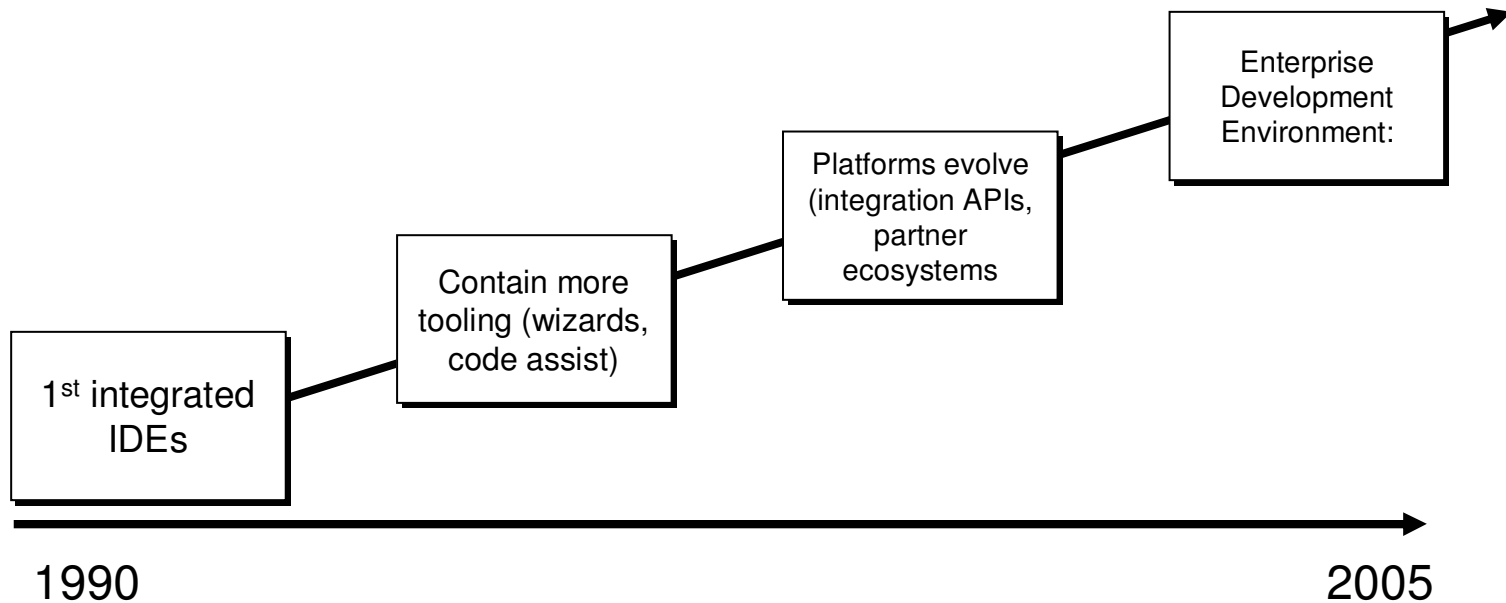 1st integrated
IDEs
Contain more
tooling (wizards,
code assist)
Platforms evolve
(integration APIs,
partner
ecosystems
Enterprise
Development
Environment:
1990
2005